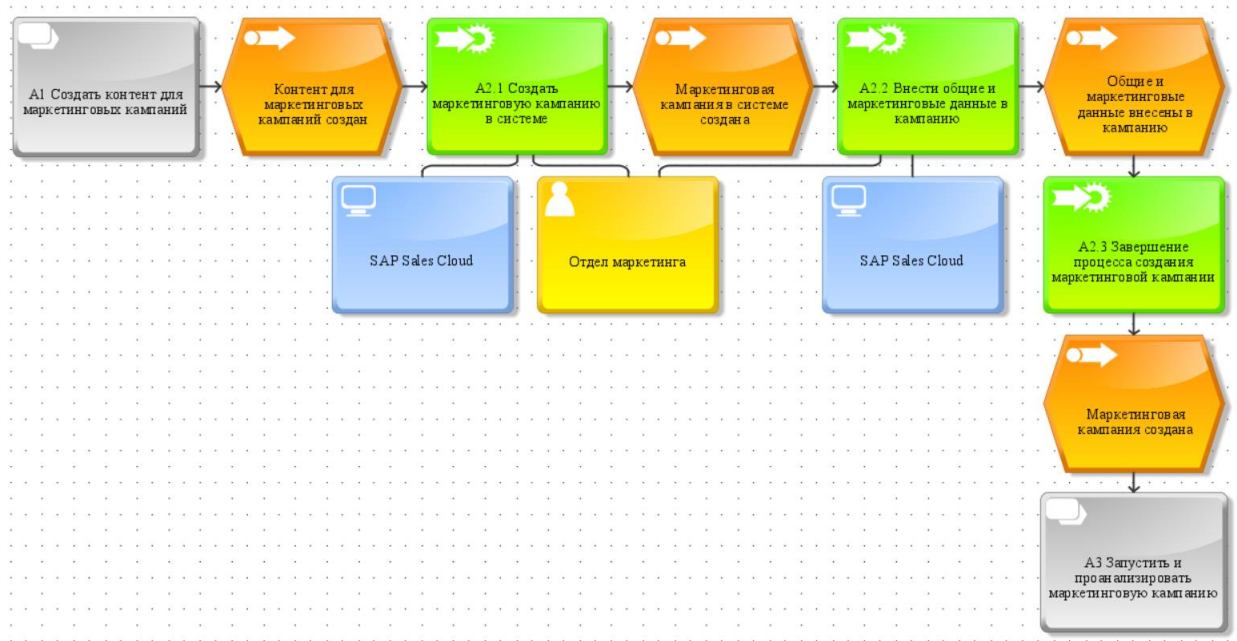 А1 Создать контент для
маркетинговых кампаний
Контент для
маркетинговых
кампаний создан
А2.1 Создать
маркетинговую кампанию
в системе
Маркетинговая
кампания в системе
создана
А2.2 Внести общие и
маркетинговые данные в
кампанию
Общие и
маркетинговые
данные внесены в
кампанию
SAP Sales Cloud
Отдел маркетинга
SAP Sales Cloud
А2.3 Завершение
процесса создания
маркетинговой кампании
Маркетинговая
кампания создана
А3 Запустить и
проанализировать
маркетинговую кампанию